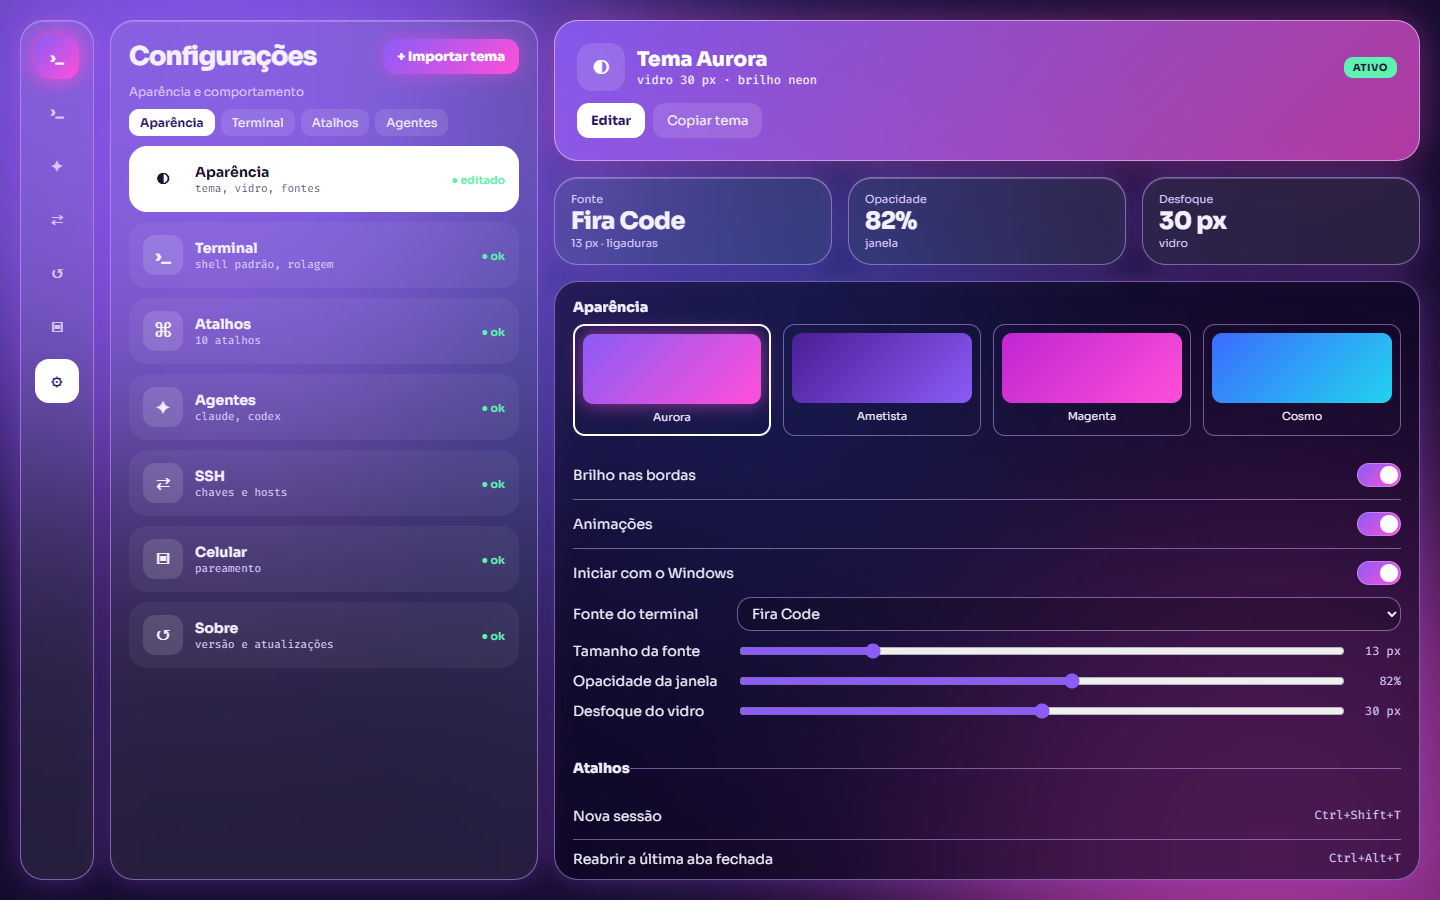 Configurações
+ Importar tema
Aparência e comportamento
Aparência
Terminal
Atalhos
Agentes
Aparência
tema, vidro, fontes
• editado
Terminal
shell padrão, rolagem
• ok
Atalhos
10 atalhos
• ok
Agentes
claude, codex
• ok
SSH
chaves e hosts
• ok
Celular
pareamento
• ok
Sobre
versão e atualizações
• ok
Tema Aurora
vidro 30 px · brilho neon
ATIVO
Editar
Copiar tema
Fonte
Fira Code
13 px · ligaduras
Opacidade
82%
janela
Desfoque
30 px
vidro
Aparência
Aurora
Ametista
Magenta
Cosmo
Brilho nas bordas
Animações
Iniciar com o Windows
Fonte do terminal
Fira Code
Tamanho da fonte
13 px
Opacidade da janela
82%
Desfoque do vidro
30 px
Atalhos
Nova sessão
Ctrl+Shift+T
Reabrir a última aba fechada
Ctrl+Alt+T